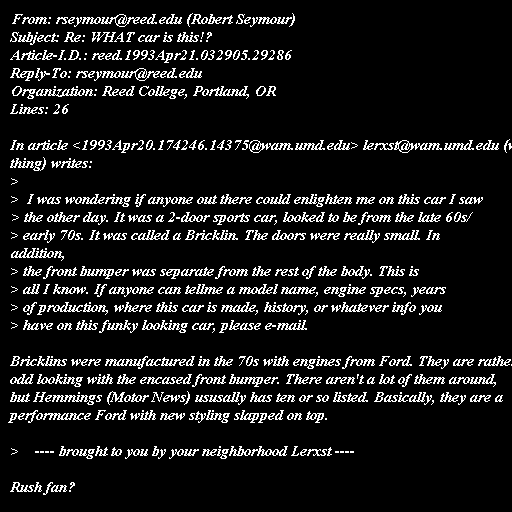 From: rseymour@reed.edu (Robert Seymour)
Subject: Re: WHAT car is this!?
Article-I.D.: reed.1993Apr21.032905.29286
Reply-To: rseymour@reed.edu
Organization: Reed College, Portland, OR
Lines: 26

In article <1993Apr20.174246.14375@wam.umd.edu> lerxst@wam.umd.edu
thing) writes:
>
>  I was wondering if anyone out there could enlighten me on this car I saw
> the other day. It was a 2-door sports car, looked to be from the late 60s/
> early 70s. It was called a Bricklin. The doors were really small. In
addition,
> the front bumper was separate from the rest of the body. This is
> all I know. If anyone can tellme a model name, engine specs, years
> of production, where this car is made, history, or whatever info you
> have on this funky looking car, please e-mail.

Bricklins were manufactured in the 70s with engines from Ford. They are rathe
odd looking with the encased front bumper. There aren't a lot of them around,
but Hemmings (Motor News) ususally has ten or so listed. Basically, they are a
performance Ford with new styling slapped on top.

>    ---- brought to you by your neighborhood Lerxst ----

Rush fan?